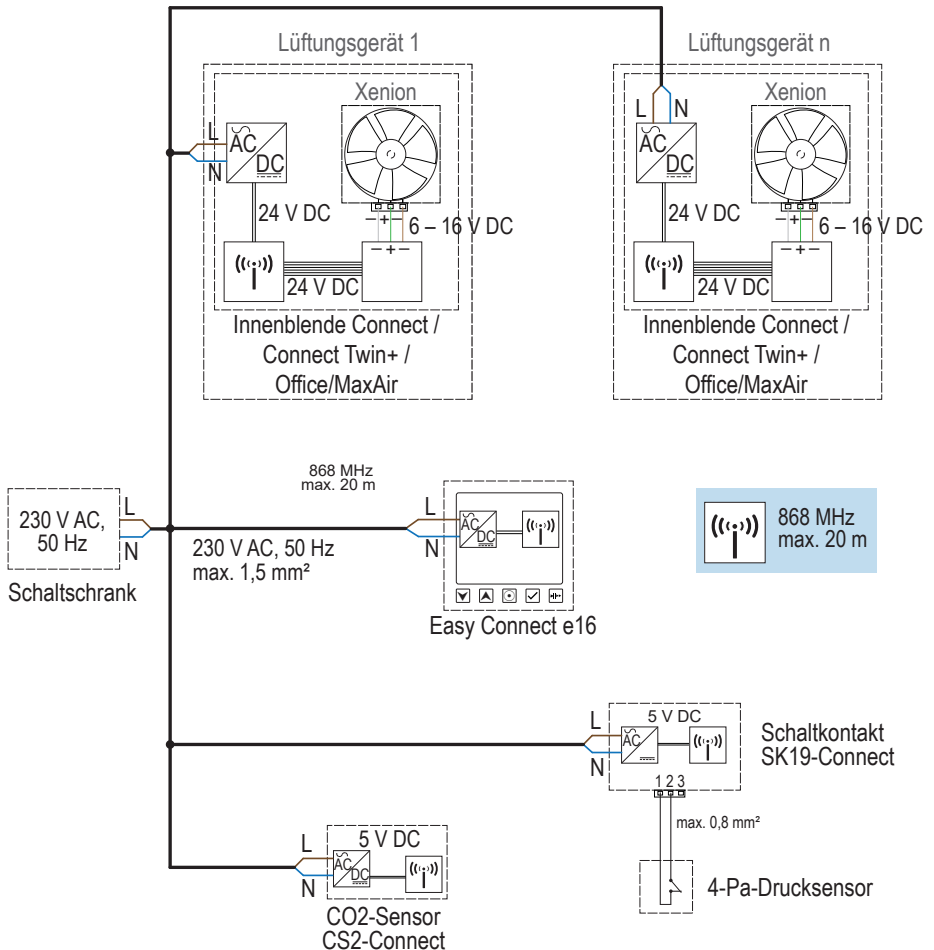 Lüftungsgerät 1
Xenion
L
N
AC
DC
24 V DC
– + –
6 – 16 V DC
– + –
24 V DC
Innenblende Connect /
Connect Twin+ /
Office/MaxAir
Lüftungsgerät n
Xenion
L
N
AC
DC
24 V DC
– + –
6 – 16 V DC
– + –
24 V DC
Innenblende Connect /
Connect Twin+ /
Office/MaxAir
230 V AC,
50 Hz
L
N
Schaltschrank
868 MHz
max. 20 m
230 V AC, 50 Hz
max. 1,5 mm²
L
N
AC
DC
Easy Connect e16
868 MHz
max. 20 m
L
N
5 V DC
AC
Schaltkontakt
SK19-Connect
1 2 3
max. 0,8 mm²
4-Pa-Drucksensor
L
N
5 V DC
AC
DC
CO2-Sensor
CS2-Connect